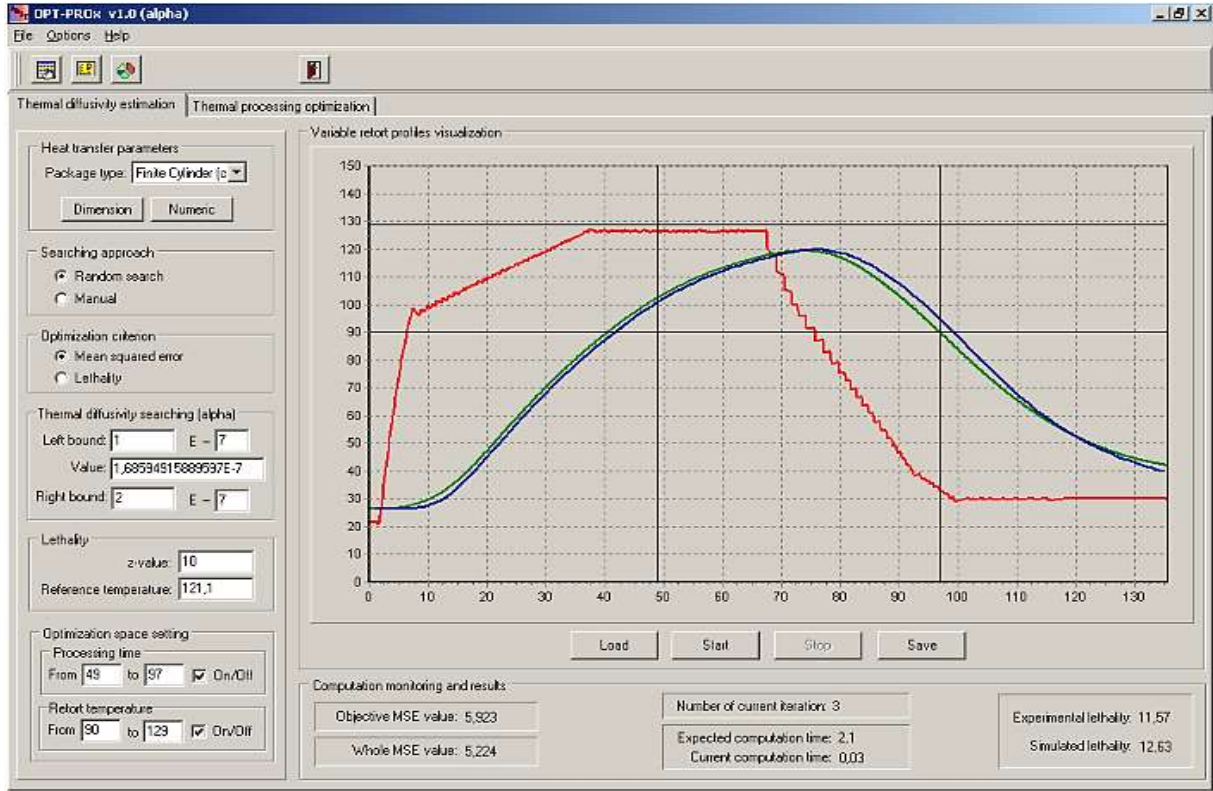 OPT-PROx v1.0 (alpha)
File Options Help
Thermal diffusivity estimation
Thermal processing optimization
Heat transfer parameters
Package type: Finite Cylinder (c
Dimension
Numeric
Searching approach
Random search
Manual
Optimization criterion
Mean squared error
Lethality
Thermal diffusivity searching (alpha)
Left bound: 1 E - 7
Value: 1,68594915889597E-7
Right bound: 2 E - 7
Lethality
z-value: 10
Reference temperature: 121,1
Optimization space setting
Processing time
From 49 to 97 On/Off
Retort temperature
From 90 to 129 On/Off
Variable retort profiles visualization
150
140
130
120
110
100
90
80
70
60
50
40
30
20
10
0
0 10 20 30 40 50 60 70 80 90 100 110 120 130
Load
Start
Stop
Save
Computation monitoring and results
Objective MSE value: 5,923
Whole MSE value: 5,224
Number of current iteration: 3
Expected computation time: 2,1
Current computation time: 0,03
Experimental lethality: 11,57
Simulated lethality: 12,63